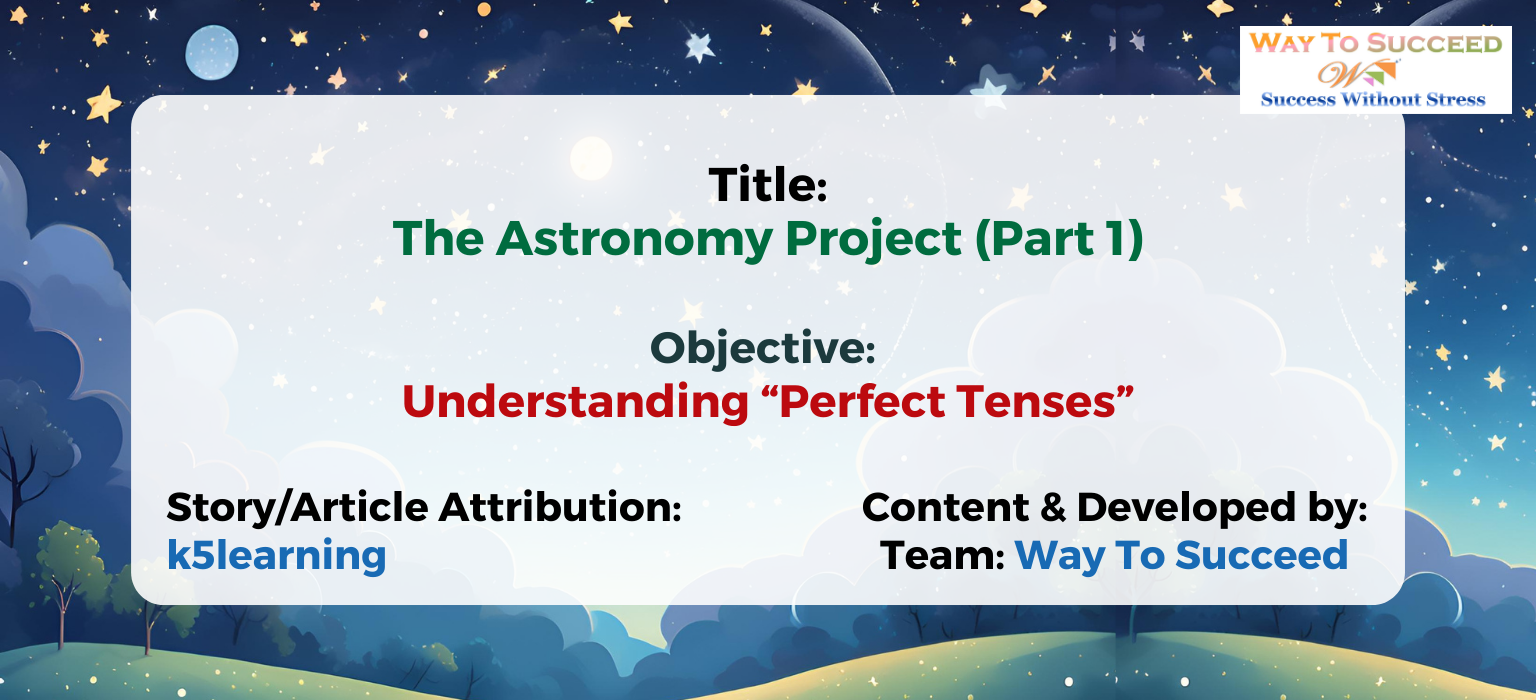 WAY TO SUCCEED
W
Success Without Stress
Title:
The Astronomy Project (Part 1)
Objective:
Understanding “Perfect Tenses”
Story/Article Attribution:
k5learning
Content & Developed by:
Team: Way To Succeed